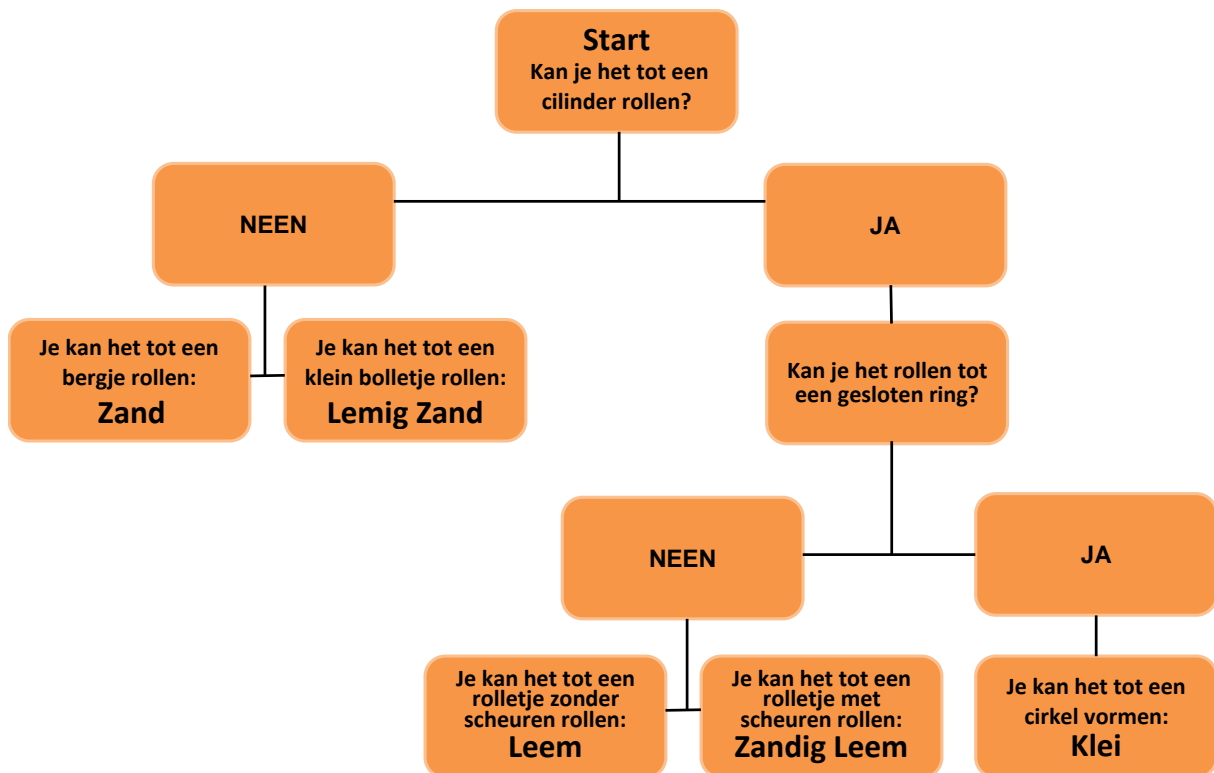 Start
Kan je het tot een
cilinder rollen?
NEEN
JA
Je kan het tot een
bergje rollen:
Zand
Je kan het tot een
klein bolletje rollen:
Lemig Zand
Kan je het rollen tot
een gesloten ring?
NEEN
JA
Je kan het tot een
rolletje zonder
scheuren rollen:
Leem
Je kan het tot een
rolletje met
scheuren rollen:
Zandig Leem
Je kan het tot een
cirkel vormen:
Klei